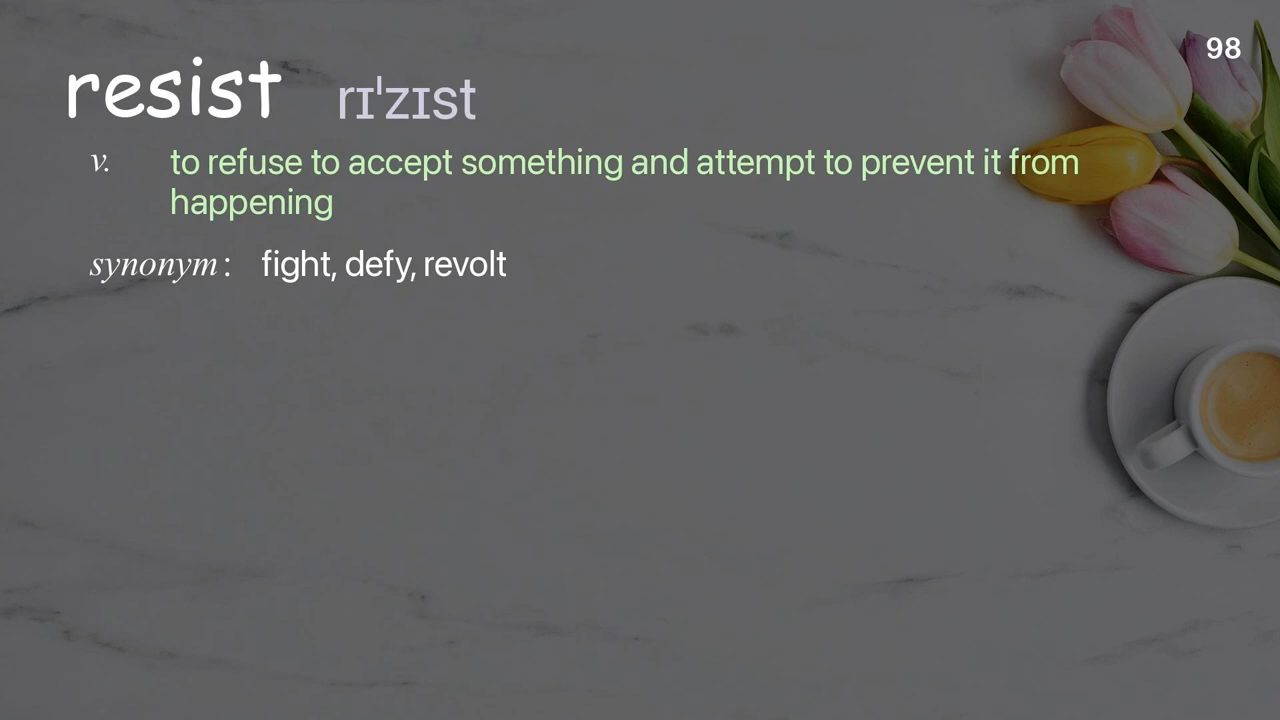 98
resist rɪˈzɪst
v. to refuse to accept something and attempt to prevent it from
happening
synonym : fight, defy, revolt